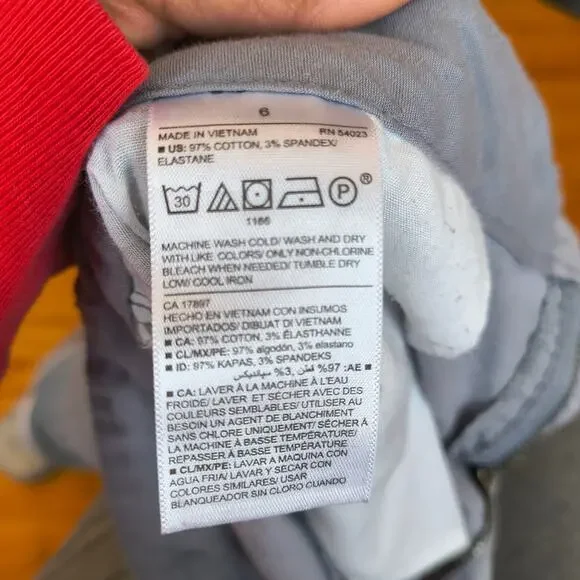 6
MADE IN VIETNAM RN 54023
■ US: 97% COTTON, 3% SPANDEX/
ELASTANE
30 P ®
1166
MACHINE WASH COLD/ WASH AND DRY
WITH LIKE COLORS/ ONLY NON-CHLORINE
BLEACH WHEN NEEDED/ TUMBLE DRY
LOW/ COOL IRON
CA 17897
HECHO EN VIETNAM CON INSUMOS
IMPORTADOS/ DIBUAT DI VIETNAM
■ CA: 97% COTON, 3% ÉLASTHANNE
■ CL/MX/PE: 97% algodón, 3% elastano
■ ID: 97% KAPAS, 3% SPANDEKS
■ AE: 97% قطن, 3% سباندكس
■ CA: LAVER À LA MACHINE À L'EAU
FROIDE/ LAVER ET SÉCHER AVEC DES
COULEURS SEMBLABLES/ UTILISER AU
BESOIN UN AGENT DE BLANCHIMENT
SANS CHLORE UNIQUEMENT/ SÉCHER À
LA MACHINE À BASSE TEMPÉRATURE/
REPASSER À BASSE TEMPÉRATURE
■ CL/MX/PE: LAVAR A MAQUINA CON
AGUA FRIA/ LAVAR Y SECAR CON
COLORES SIMILARES/ USAR
BLANQUEADOR SIN CLORO CUANDO